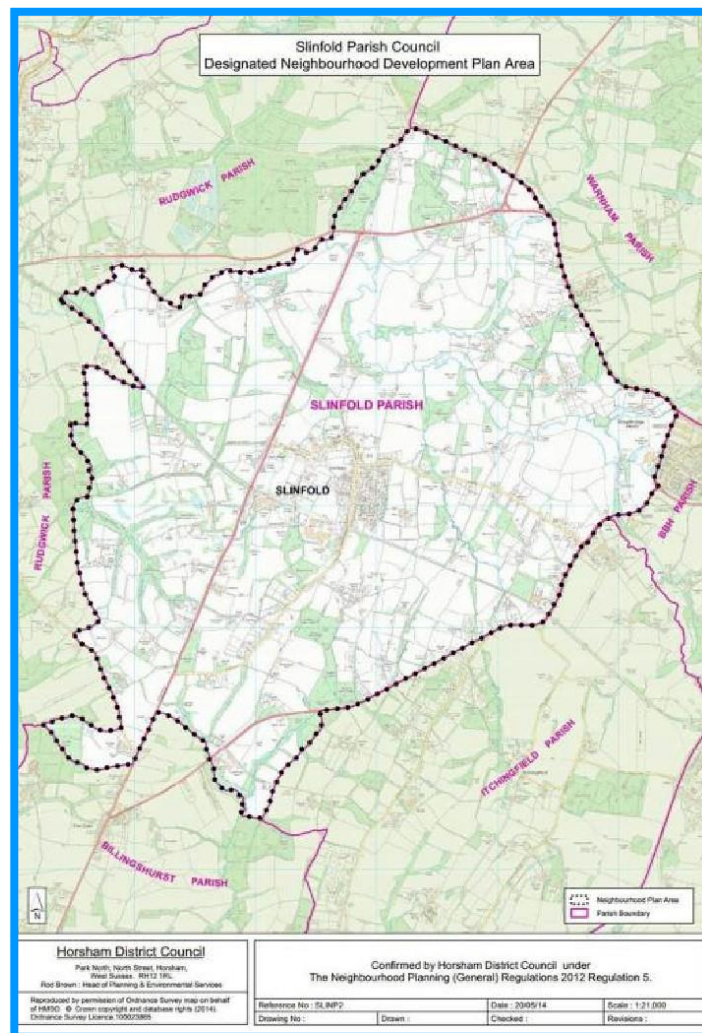 Slinfold Parish Council
Designated Neighbourhood Development Plan Area
RUDGWICK PARISH
WARNHAM PARISH
SLINFOLD PARISH
SLINFOLD
RUDGWICK PARISH
BBH PARISH
ITCHINGFIELD PARISH
BILLINGSHURST PARISH
N
Neighbourhood Plan Area
Parish Boundary
Horsham District Council
Park North, North Street, Horsham,
West Sussex. RH12 1RL
Rod Brown : Head of Planning & Environmental Services
Reproduced by permission of Ordnance Survey map on behalf
of HMSO. © Crown copyright and database rights (2014).
Ordnance Survey Licence.100023865
Confirmed by Horsham District Council under
The Neighbourhood Planning (General) Regulations 2012 Regulation 5.
Reference No : SLINP2
Date : 20/05/14
Scale : 1:21,000
Drawing No :
Drawn :
Checked :
Revisions :